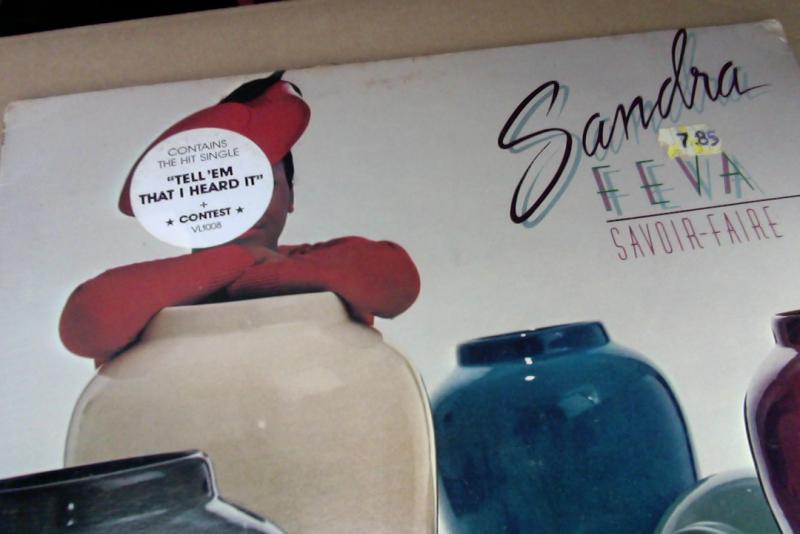 CONTAINS
THE HIT SINGLE
"TELL 'EM
THAT I HEARD IT"
+
★ CONTEST ★
VL1008
Sandra
7.85
FEVA
SAVOIR-FAIRE